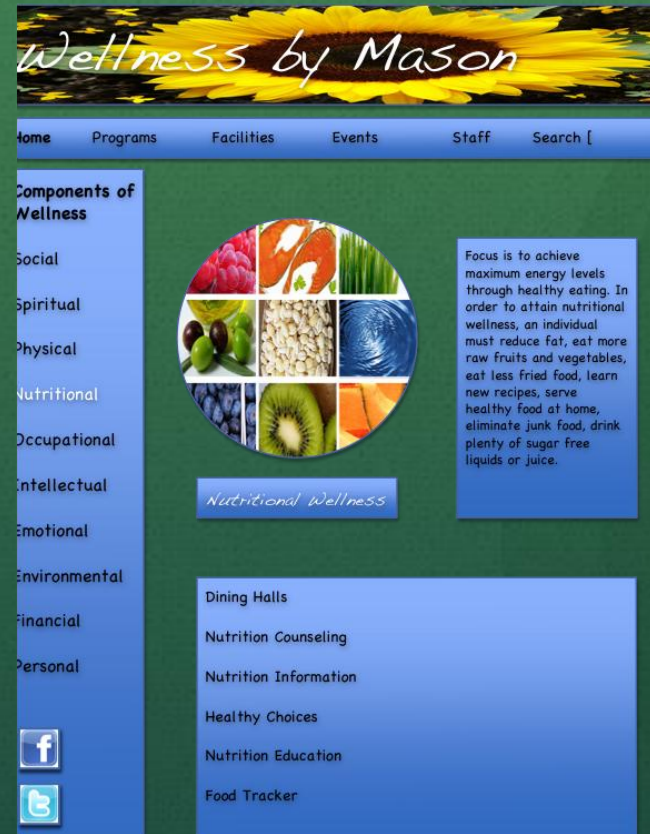 Wellness by Mason
Home Programs Facilities Events Staff Search [
Components of
Wellness
Social
Spiritual
Physical
Nutritional
Occupational
Intellectual
Emotional
Environmental
Financial
Personal
Nutritional Wellness
Focus is to achieve
maximum energy levels
through healthy eating. In
order to attain nutritional
wellness, an individual
must reduce fat, eat more
raw fruits and vegetables,
eat less fried food, learn
new recipes, serve
healthy food at home,
eliminate junk food, drink
plenty of sugar free
liquids or juice.
Dining Halls
Nutrition Counseling
Nutrition Information
Healthy Choices
Nutrition Education
Food Tracker
f
t